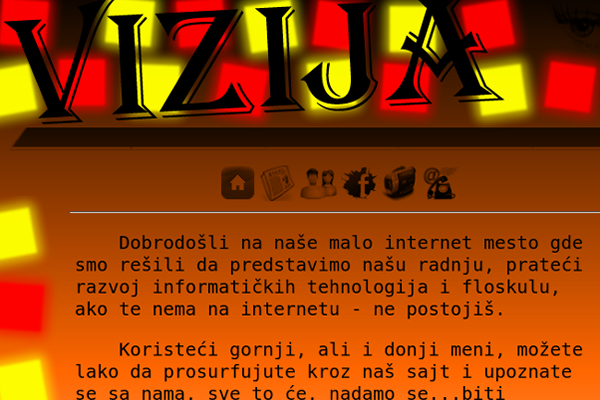 VIZIJA
Dobrodošli na naše malo internet mesto gde
smo rešili da predstavimo našu radnju, prateći
razvoj informatičkih tehnologija i floskulu,
ako te nema na internetu - ne postojiš.
Koristeći gornji, ali i donji meni, možete
lako da prosurfujute kroz naš sajt i upoznate
se sa nama, sve to će, nadamo se...biti